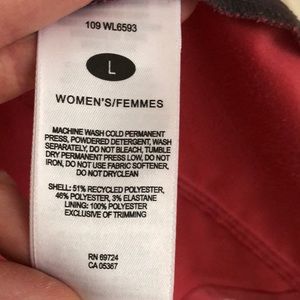 109 WL6593
L
WOMEN'S/FEMMES
MACHINE WASH COLD PERMANENT
PRESS, POWDERED DETERGENT, WASH
SEPARATELY, DO NOT BLEACH, TUMBLE
DRY PERMANENT PRESS LOW, DO NOT
IRON, DO NOT USE FABRIC SOFTENER,
DO NOT DRYCLEAN
SHELL: 51% RECYCLED POLYESTER,
46% POLYESTER, 3% ELASTANE
LINING: 100% POLYESTER
EXCLUSIVE OF TRIMMING
RN 69724
CA 05367